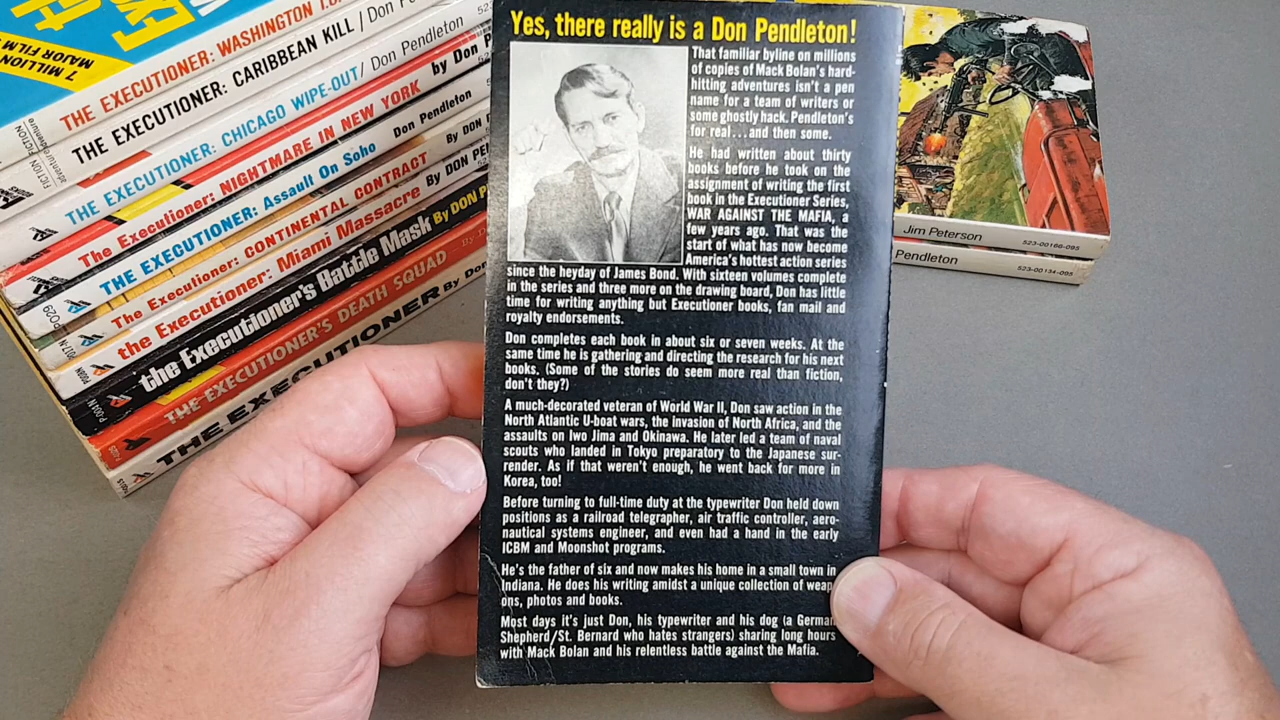 7 MILLION
MAJOR FILM
THE EXECUTIONER: WASHINGTON
FICTION
THE EXECUTIONER: CARIBBEAN KILL / Don
FICTION
adventure
THE EXECUTIONER: CHICAGO WIPE-OUT / Don Pendleton
The Executioner: NIGHTMARE IN NEW YORK by Don
THE EXECUTIONER: Assault On Soho Don Pendleton
The Executioner: CONTINENTAL CONTRACT By DON
the Executioner: Miami Massacre By DON
the Executioner's Battle Mask By DON
THE EXECUTIONER'S DEATH SQUAD By
THE EXECUTIONER By Don
Yes, there really is a Don Pendleton!
That familiar byline on millions
of copies of Mack Bolan's hard-
hitting adventures isn't a pen
name for a team of writers or
some ghostly hack. Pendleton's
for real...and then some.
He had written about thirty
books before he took on the
assignment of writing the first
book in the Executioner Series,
WAR AGAINST THE MAFIA, a
few years ago. That was the
start of what has now become
America's hottest action series
since the heyday of James Bond. With sixteen volumes complete
in the series and three more on the drawing board, Don has little
time for writing anything but Executioner books, fan mail and
royalty endorsements.
Don completes each book in about six or seven weeks. At the
same time he is gathering and directing the research for his next
books. (Some of the stories do seem more real than fiction,
don't they?)
A much-decorated veteran of World War II, Don saw action in the
North Atlantic U-boat wars, the invasion of North Africa, and the
assaults on Iwo Jima and Okinawa. He later led a team of naval
scouts who landed in Tokyo preparatory to the Japanese sur-
render. As if that weren't enough, he went back for more in
Korea, too!
Before turning to full-time duty at the typewriter Don held down
positions as a railroad telegrapher, air traffic controller, aero-
nautical systems engineer, and even had a hand in the early
ICBM and Moonshot programs.
He's the father of six and now makes his home in a small town in
Indiana. He does his writing amidst a unique collection of weap
ons, photos and books.
Most days it's just Don, his typewriter and his dog (a German
Shepherd/St. Bernard who hates strangers) sharing long hours
with Mack Bolan and his relentless battle against the Mafia.
Jim Peterson 523-00166-095
Pendleton 523-00134-095